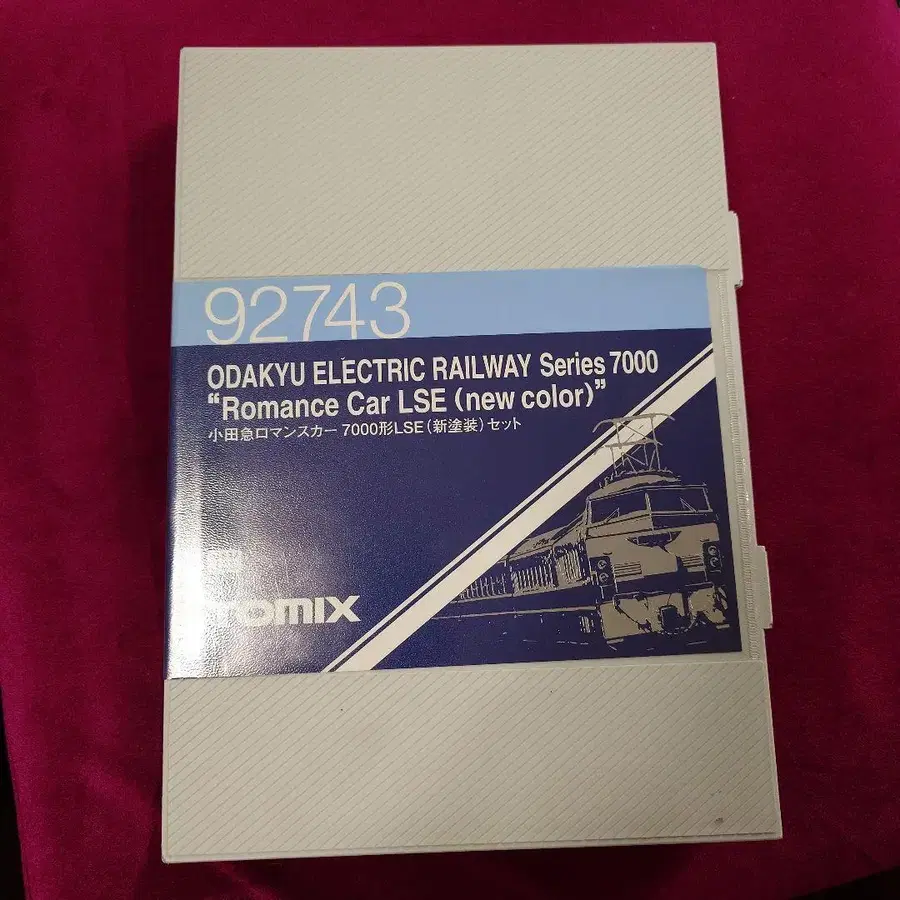 92743
ODAKYU ELECTRIC RAILWAY Series 7000
“Romance Car LSE (new color)”
小田急ロマンスカー 7000形LSE（新塗装）セット
TOMIX